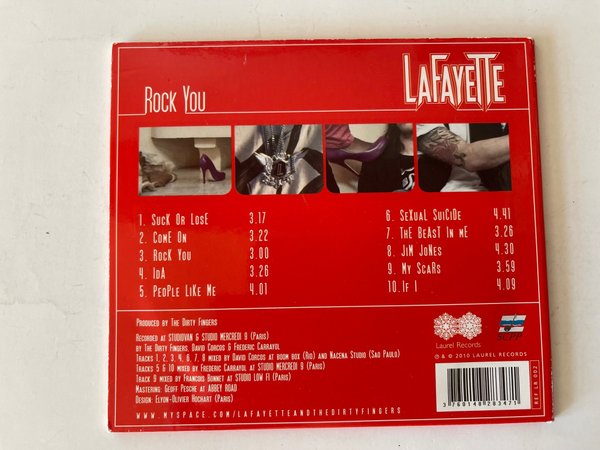 LAFAYETTE
ROCK YOU
1. SUCK OR LOSE 3.17
2. COME ON 3.22
3. ROCK YOU 3.00
4. IDA 3.26
5. PEOPLE LIKE ME 4.01
6. SEXUAL SUICIDE 4.41
7. THE BEAST IN ME 3.26
8. JIM JONES 4.30
9. MY SCARS 3.59
10. IF I 4.09
PRODUCED BY THE DIRTY FINGERS
RECORDED AT STUDIOVAN & STUDIO MERCREDI 9 (PARIS)
BY THE DIRTY FINGERS, DAVID CORCOS & FREDERIC CARRAYOL
TRACKS 1, 2, 3, 4, 6, 7, 8 MIXED BY DAVID CORCOS AT BOOM BOX (RIO) AND NACENA STUDIO (SAO PAULO)
TRACKS 5 & 10 MIXED BY FREDERIC CARRAYOL AT STUDIO MERCREDI 9 (PARIS)
TRACK 9 MIXED BY FRANCOIS BONNET AT STUDIO LOW FI (PARIS)
MASTERING: GEOFF PESCHE AT ABBEY ROAD
DESIGN: ELYON-OLIVIER HOCHART (PARIS)
WWW.MYSPACE.COM/LAFAYETTEANDTHEDIRTYFINGERS
Laurel Records
SCPP
℗ & © 2010 LAUREL RECORDS
3760148283471
REF LR 002